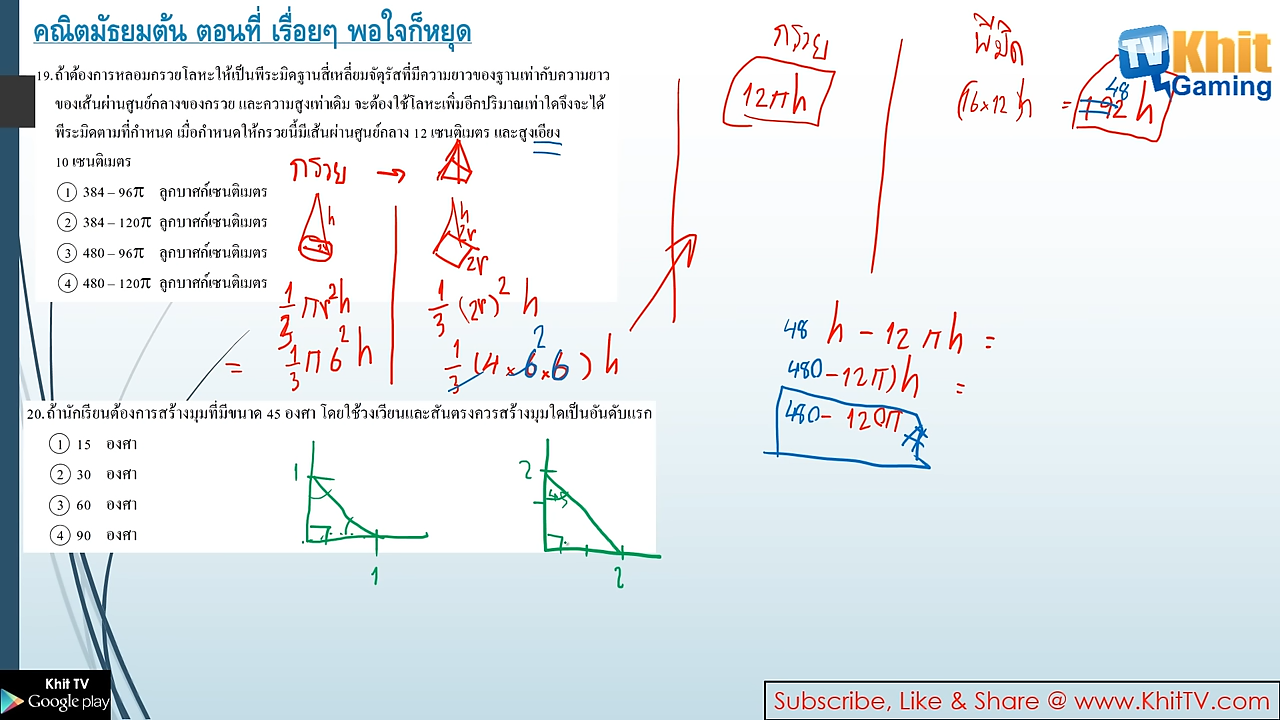 คณิตมัธยมต้น ตอนที่ เรื่อยๆ พอใจก็หยุด
TV Khit
Gaming
19.ถ้าต้องการหลอมกรวยโลหะให้เป็นพีระมิดฐานสี่เหลี่ยมจัตุรัสที่มีความยาวของฐานเท่ากับความยาว
ของเส้นผ่านศูนย์กลางของกรวย และความสูงเท่าเดิม จะต้องใช้โลหะเพิ่มอีกปริมาณเท่าใดจึงจะได้
พีระมิดตามที่กำหนด เมื่อกำหนดให้กรวยนี้มีเส้นผ่านศูนย์กลาง 12 เซนติเมตร และสูงเอียง
10 เซนติเมตร
① 384 – 96π ลูกบาศก์เซนติเมตร
② 384 – 120π ลูกบาศก์เซนติเมตร
③ 480 – 96π ลูกบาศก์เซนติเมตร
④ 480 – 120π ลูกบาศก์เซนติเมตร
กรวย →
h
h
2r
2r
1/3 πr²h
1/3 (2r)² h
= 1/3 π 6² h
1/3 (4 × 6 × 6) h
2
กรวย
12πh
พีมิด
(16×12)h = 192 h
48
48 h – 12 πh =
480 – 12π)h =
480 – 120π
20.ถ้านักเรียนต้องการสร้างมุมที่มีขนาด 45 องศา โดยใช้วงเวียนและสันตรงควรสร้างมุมใดเป็นอันดับแรก
① 15 องศา
② 30 องศา
③ 60 องศา
④ 90 องศา
1
1
2
45
2
Khit TV
Google play
Subscribe, Like & Share @ www.KhitTV.com